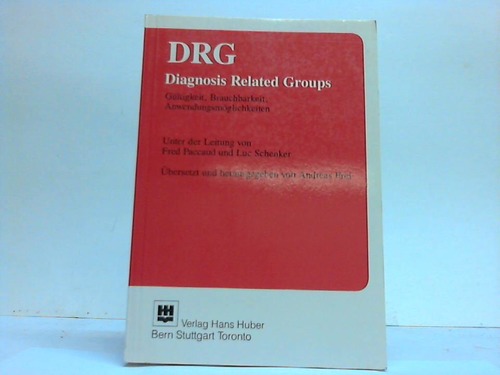 DRG
Diagnosis Related Groups
Gültigkeit, Brauchbarkeit,
Anwendungsmöglichkeiten
Unter der Leitung von
Fred Paccaud und Luc Schenker
Übersetzt und herausgegeben von Andreas
Verlag Hans Huber
Bern Stuttgart Toronto